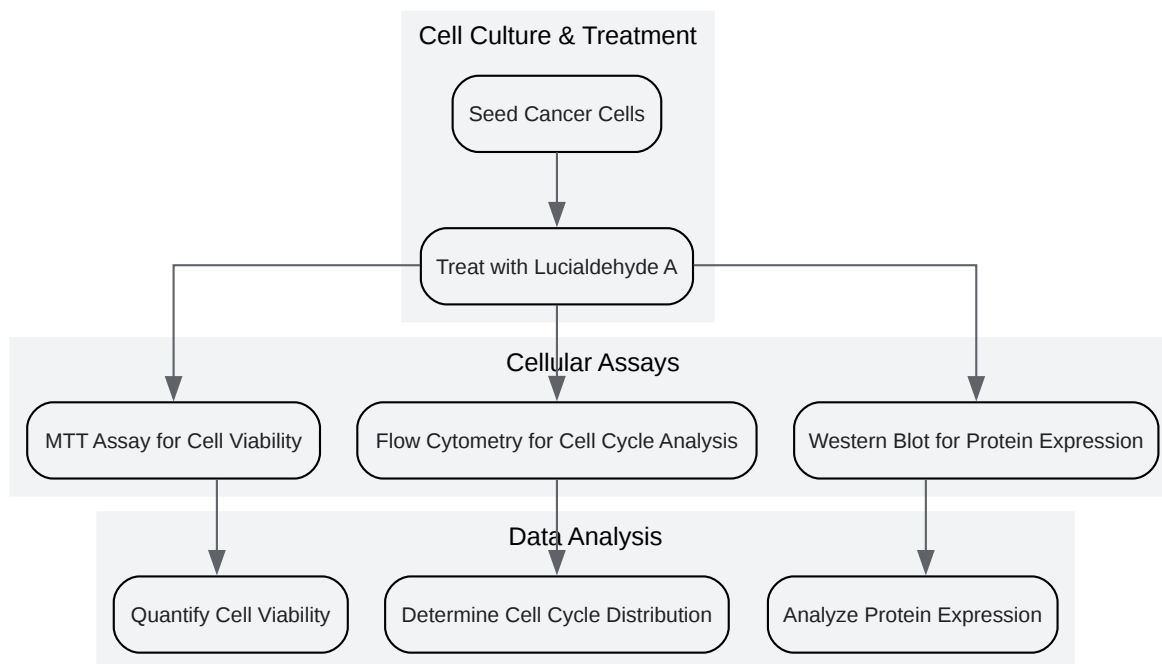 Cell Culture & Treatment
Seed Cancer Cells
Treat with Lucialdehyde A
Cellular Assays
MTT Assay for Cell Viability
Flow Cytometry for Cell Cycle Analysis
Western Blot for Protein Expression
Data Analysis
Quantify Cell Viability
Determine Cell Cycle Distribution
Analyze Protein Expression